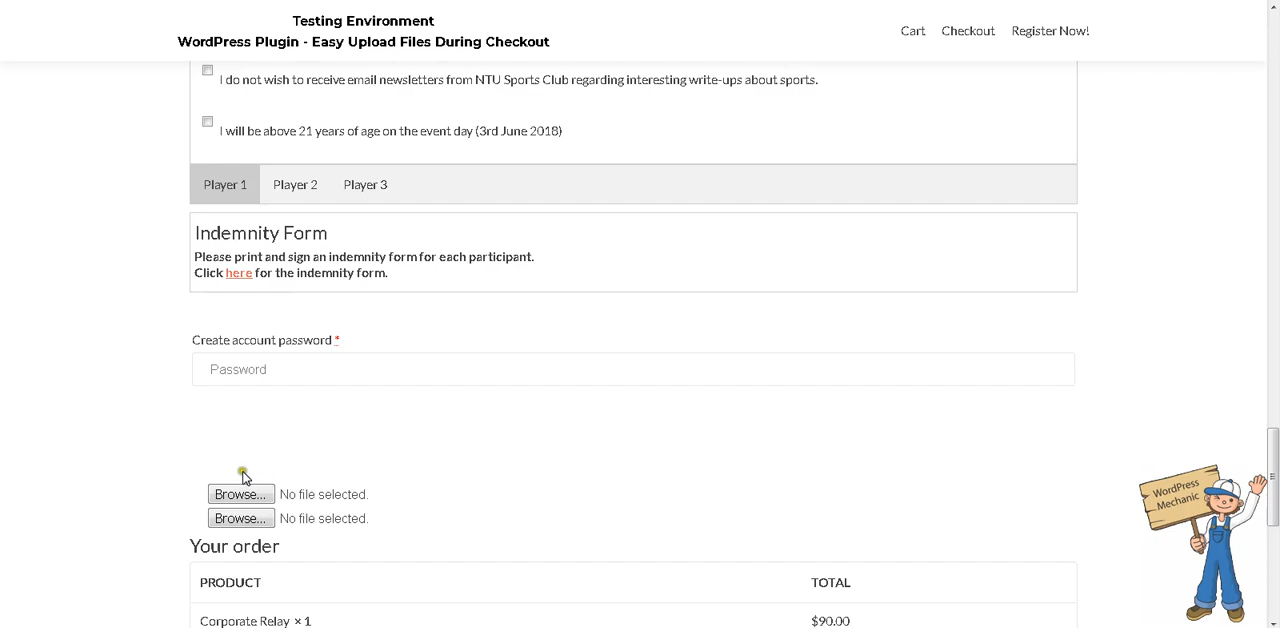 Testing Environment
WordPress Plugin - Easy Upload Files During Checkout
Cart Checkout Register Now!
I do not wish to receive email newsletters from NTU Sports Club regarding interesting write-ups about sports.
I will be above 21 years of age on the event day (3rd June 2018)
Player 1 Player 2 Player 3
Indemnity Form
Please print and sign an indemnity form for each participant.
Click here for the indemnity form.
Create account password *
Password
Browse... No file selected.
Browse... No file selected.
WordPress
Mechanic
Your order
PRODUCT TOTAL
Corporate Relay × 1 $90.00